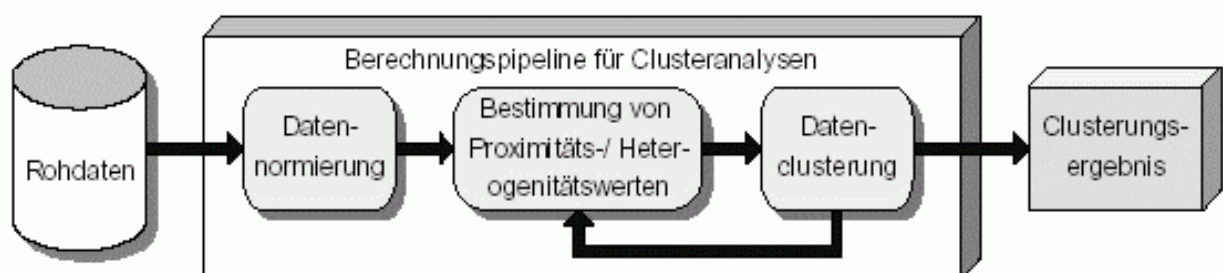 Berechnungspipeline für Clusteranalysen
Rohdaten
Daten-
normierung
Bestimmung von
Proximitäts-/ Heter-
ogenitätswerten
Daten-
clusterung
Clusterungs-
ergebnis